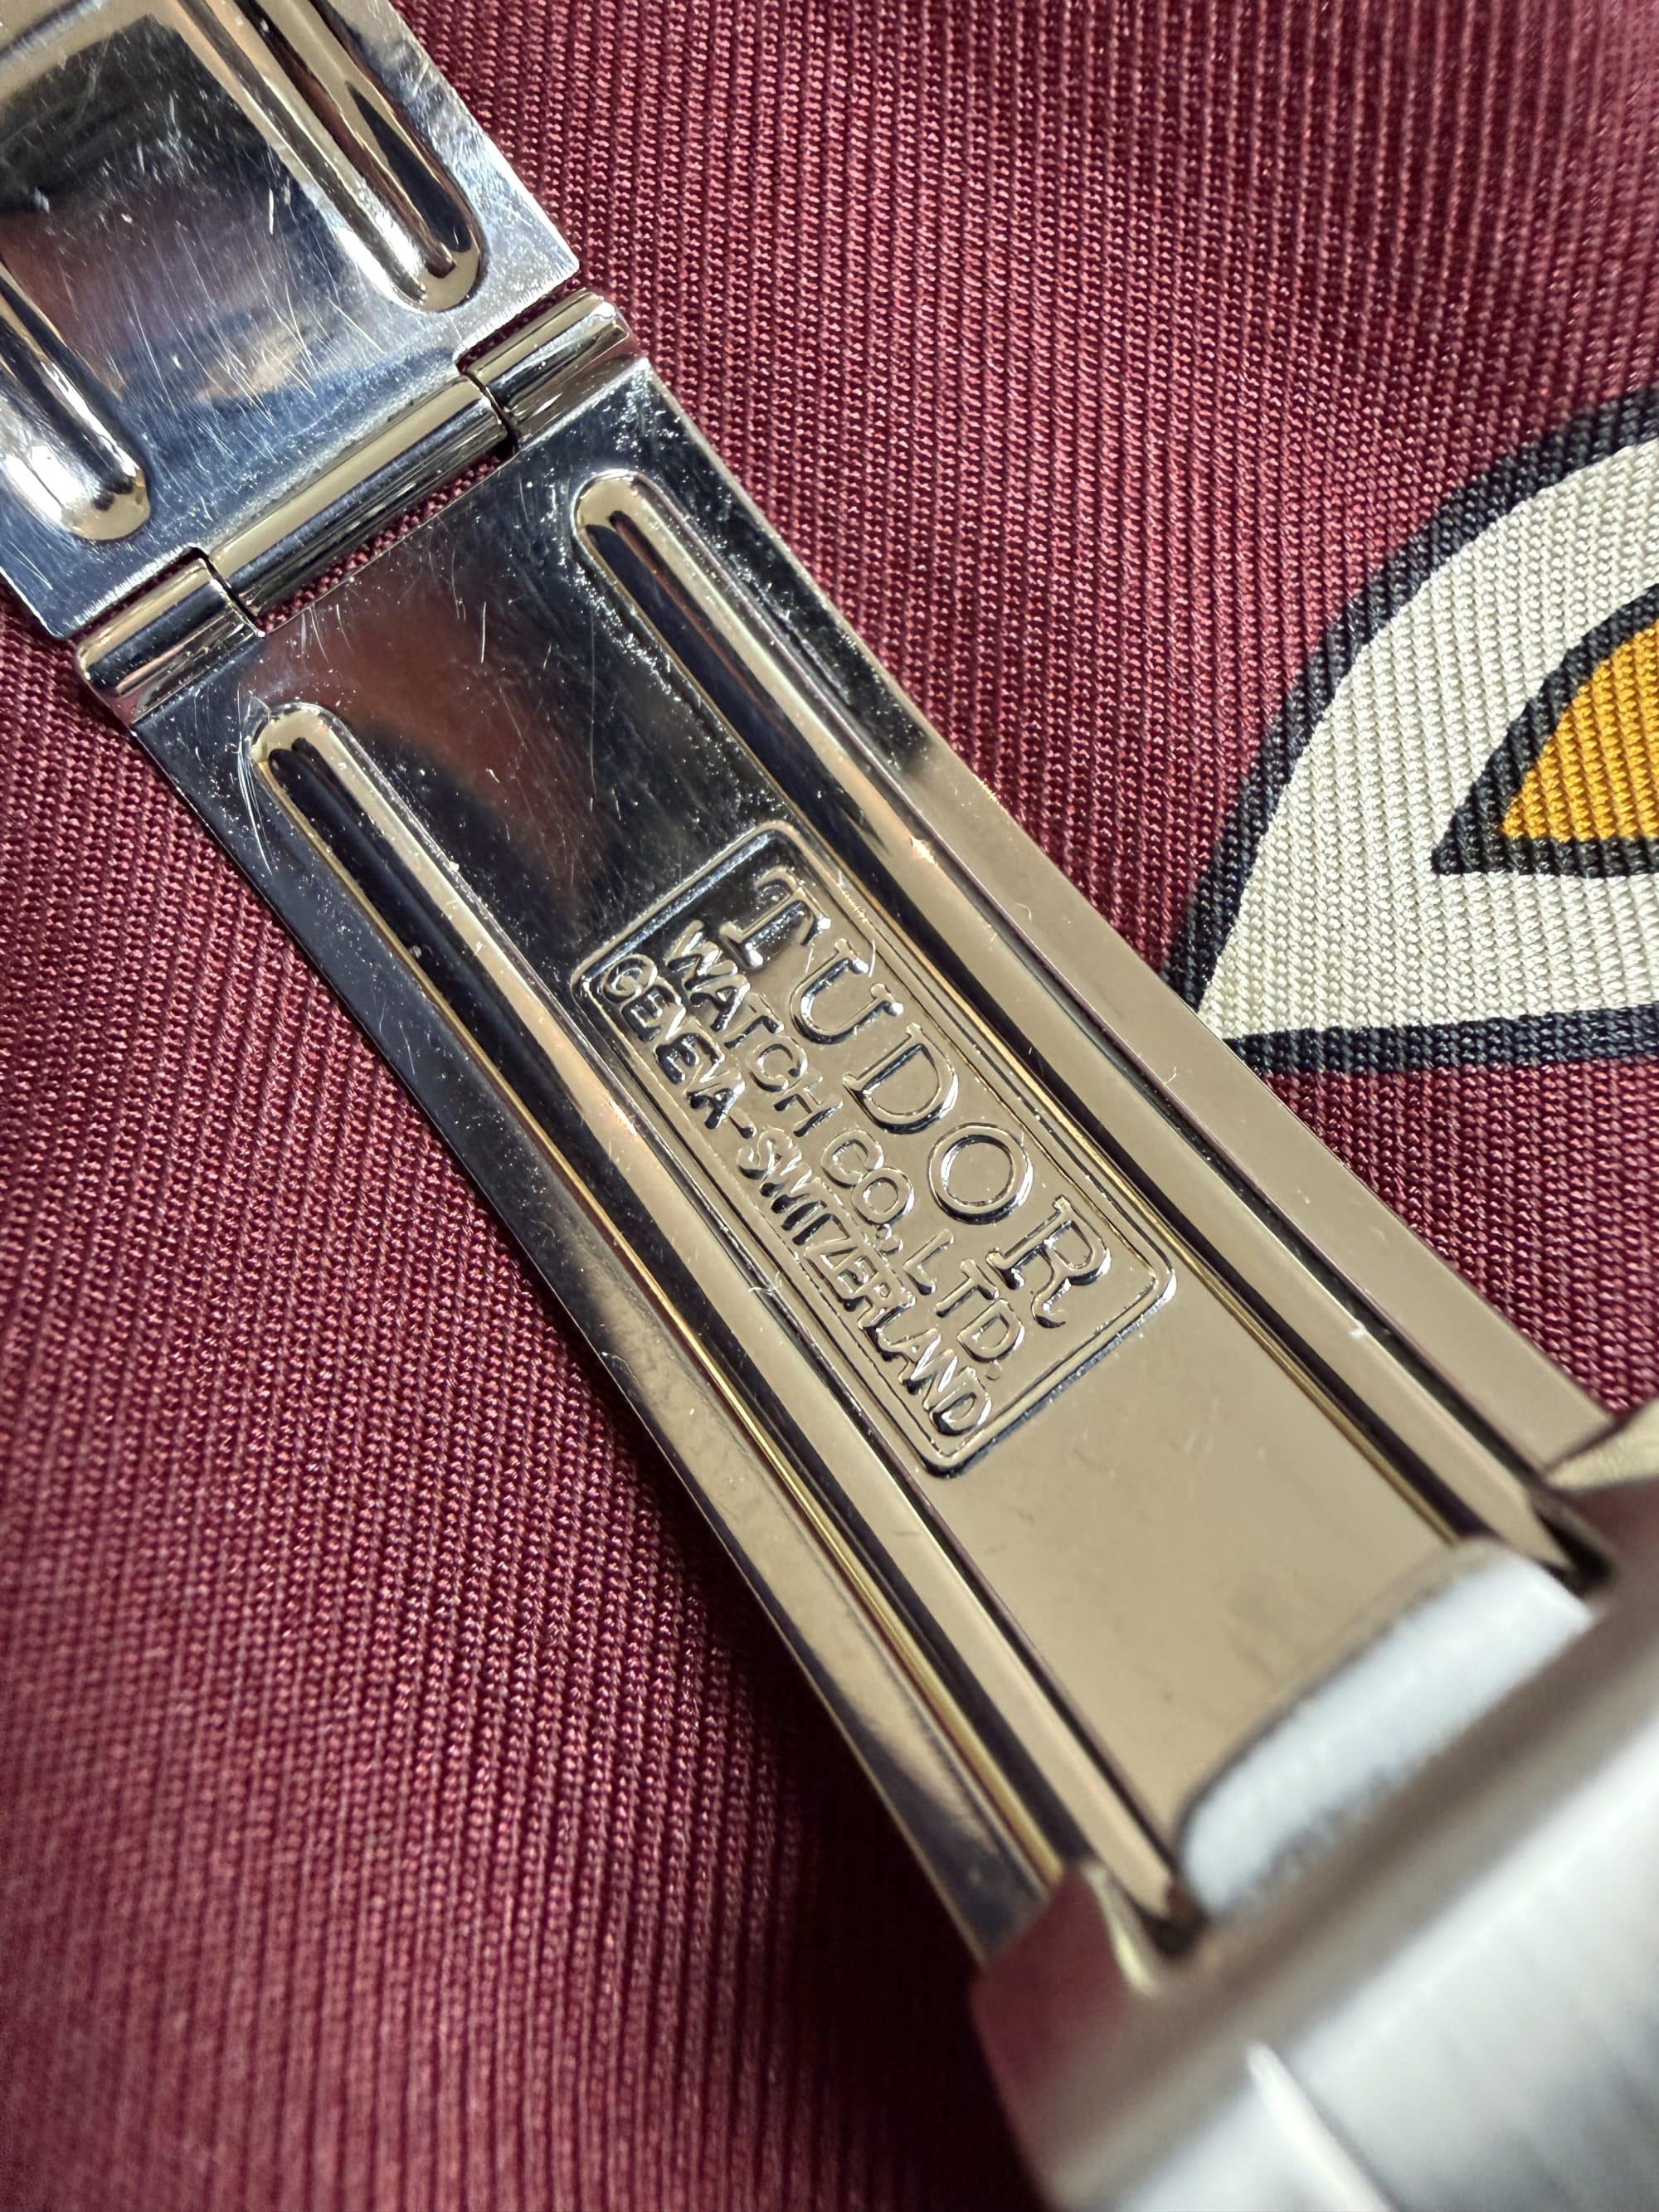 TUDOR
WATCH CO., LTD.
GENEVA-SWITZERLAND